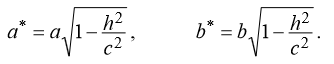 a* = a√(1 − h²/c²) ,    b* = b√(1 − h²/c²) .